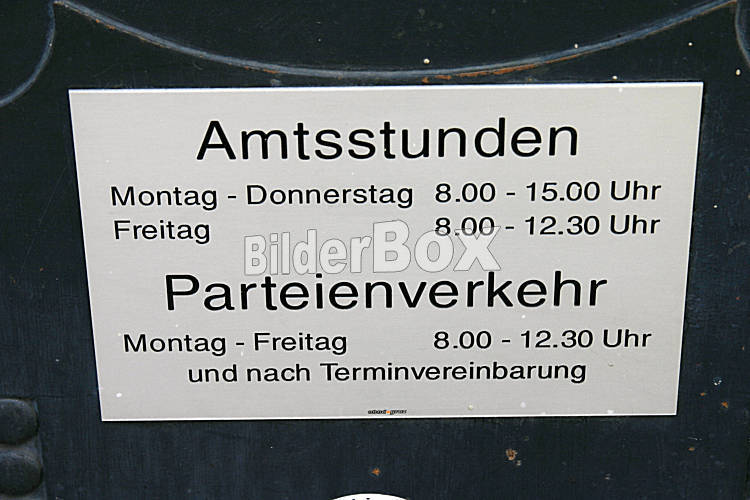 Amtsstunden
Montag - Donnerstag 8.00 - 15.00 Uhr
Freitag 8.00 - 12.30 Uhr
BilderBox
Parteienverkehr
Montag - Freitag 8.00 - 12.30 Uhr
und nach Terminvereinbarung